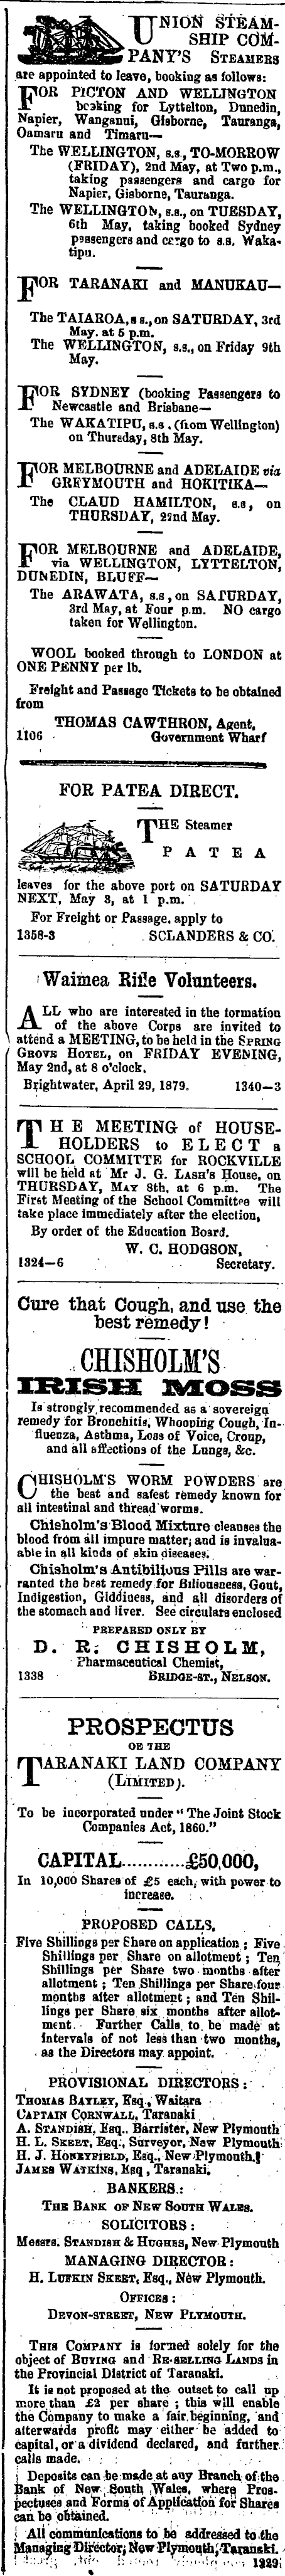 UNION STEAM-
SHIP COM-
PANY'S STEAMERS
are appointed to leave, booking as follows:
FOR PICTON AND WELLINGTON
booking for Lyttelton, Dunedin,
Napier, Wanganui, Gisborne, Tauranga,
Oamaru and Timaru—
The WELLINGTON, s.s., TO-MORROW
(FRIDAY), 2nd May, at Two p.m.,
taking passengers and cargo for
Napier, Gisborne, Tauranga.
The WELLINGTON, s.s., on TUESDAY,
6th May, taking booked Sydney
passengers and cargo to s.s. Waka-
tipu.
FOR TARANAKI and MANUKAU—
The TAIAROA, s s., on SATURDAY, 3rd
May. at 5 p.m.
The WELLINGTON, s.s., on Friday 9th
May.
FOR SYDNEY (booking Passengers to
Newcastle and Brisbane—
The WAKATIPU, s.s. (from Wellington)
on Thursday, 8th May.
FOR MELBOURNE and ADELAIDE via
GREYMOUTH and HOKITIKA—
The CLAUD HAMILTON, s.s, on
THURSDAY, 22nd May.
FOR MELBOURNE and ADELAIDE,
via WELLINGTON, LYTTELTON,
DUNEDIN, BLUFF—
The ARAWATA, s.s, on SATURDAY,
3rd May, at Four p.m. NO cargo
taken for Wellington.
WOOL booked through to LONDON at
ONE PENNY per lb.
Freight and Passage Tickets to be obtained
from
THOMAS CAWTHRON, Agent,
1106 Government Wharf
FOR PATEA DIRECT.
THE Steamer
PATEA
leaves for the above port on SATURDAY
NEXT, May 3, at 1 p.m.
For Freight or Passage, apply to
1358-3 SCLANDERS & CO.
Waimea Rifle Volunteers.
ALL who are interested in the formation
of the above Corps are invited to
attend a MEETING, to be held in the SPRING
GROVE HOTEL, on FRIDAY EVENING,
May 2nd, at 8 o'clock.
Brightwater, April 29, 1879. 1340—3
THE MEETING of HOUSE-
HOLDERS to ELECT a
SCHOOL COMMITTE for ROCKVILLE
will be held at Mr J. G. LASH'S House, on
THURSDAY, MAY 8th, at 6 p.m. The
First Meeting of the School Committee will
take place immediately after the election,
By order of the Education Board.
W. C. HODGSON,
1324—6 Secretary.
Cure that Cough, and use the
best remedy!
CHISHOLM'S
IRISH MOSS
Is strongly recommended as a sovereign
remedy for Bronchitis, Whooping Cough, In-
fluenza, Asthma, Loss of Voice, Croup,
and all affections of the Lungs, &c.
CHISHOLM'S WORM POWDERS are
the best and safest remedy known for
all intestinal and thread worms.
Chisholm's Blood Mixture cleanses the
blood from all impure matter; and is invalua-
able in all kinds of skin diseases.
Chisholm's Antibilious Pills are war-
ranted the best remedy for Biliousness, Gout,
Indigestion, Giddiness, and all disorders of
the stomach and liver. See circulars enclosed
PREPARED ONLY BY
D. R. CHISHOLM,
Pharmaceutical Chemist,
1338 BRIDGE-ST., NELSON.
PROSPECTUS
OF THE
TARANAKI LAND COMPANY
(LIMITED).
To be incorporated under "The Joint Stock
Companies Act, 1860."
CAPITAL............£50,000,
In 10,000 Shares of £5 each, with power to
increase.
PROPOSED CALLS,
Five Shillings per Share on application; Five
Shillings per Share on allotment; Ten
Shillings per Share two months after
allotment; Ten Shillings per Share four
months after allotment; and Ten Shil-
lings per Share six months after allot-
ment. Further Calls to be made at
intervals of not less than two months,
as the Directors may appoint.
PROVISIONAL DIRECTORS:
THOMAS BAYLEY, Esq., Waitara
CAPTAIN CORNWALL, Taranaki
A. STANDISH, Esq., Barrister, New Plymouth
H. L. SKEET, Esq., Surveyor, New Plymouth
H. J. HONEYFIELD, Esq., New Plymouth.
JAMES WATKINS, Esq, Taranaki.
BANKERS:
THE BANK OF NEW SOUTH WALES.
SOLICITORS:
Messrs. STANDISH & HUGHES, New Plymouth
MANAGING DIRECTOR:
H. LUFKIN SKEET, Esq., New Plymouth.
OFFICES:
DEVON-STREET, NEW PLYMOUTH.
THIS COMPANY is formed solely for the
object of BUYING and RE-SELLING LANDS in
the Provincial District of Taranaki.
It is not proposed at the outset to call up
more than £2 per share; this will enable
the Company to make a fair beginning, and
afterwards profit may either be added to
capital, or a dividend declared, and further
calls made.
Deposits can be made at any Branch of the
Bank of New South Wales, where Pros-
pectuses and Forms of Application for Shares
can be obtained.
All communications to be addressed to the
Managing Director, New Plymouth, Taranaki.
1329